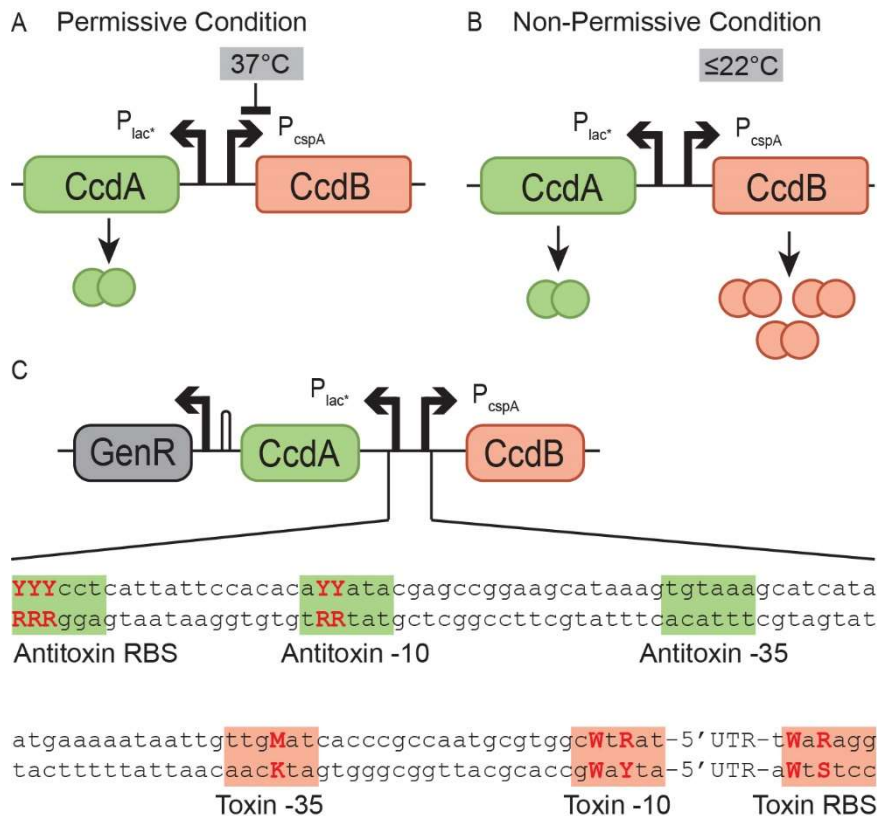 A Permissive Condition B Non-Permissive Condition
37°C ≤22°C
Plac* PcspA Plac* PcspA
CcdA CcdB CcdA CcdB
C
Plac* PcspA
GenR CcdA CcdB
YYYcctcattattccacacaYYatacgagccggaagcataaagtgtaaagcatcata
RRRggagtaataaggtgtgtRRtatgctcggccttcgtatttcacatttcgtagtat
Antitoxin RBS Antitoxin -10 Antitoxin -35
atgaaaaataattgttgMatcacccgccaatgcgtggcWtRat-5'UTR-tWaRagg
tactttttattaacaacKtagtgggcggttacgcaccgWaYta-5'UTR-aWtStcc
Toxin -35 Toxin -10 Toxin RBS